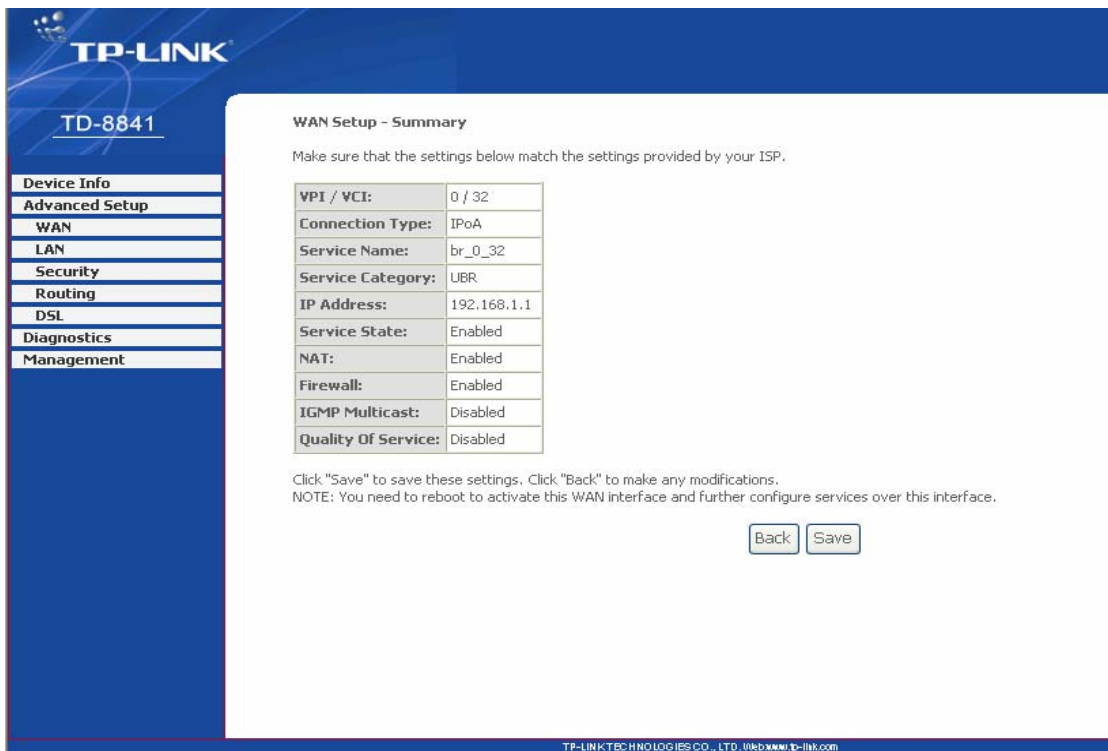 TP-LINK
TD-8841
Device Info
Advanced Setup
WAN
LAN
Security
Routing
DSL
Diagnostics
Management
WAN Setup - Summary
Make sure that the settings below match the settings provided by your ISP.
VPI / VCI: 0 / 32
Connection Type: IPoA
Service Name: br_0_32
Service Category: UBR
IP Address: 192.168.1.1
Service State: Enabled
NAT: Enabled
Firewall: Enabled
IGMP Multicast: Disabled
Quality Of Service: Disabled
Click "Save" to save these settings. Click "Back" to make any modifications.
NOTE: You need to reboot to activate this WAN interface and further configure services over this interface.
Back Save
TP-LINK TECHNOLOGIES CO., LTD. Web:www.tp-link.com